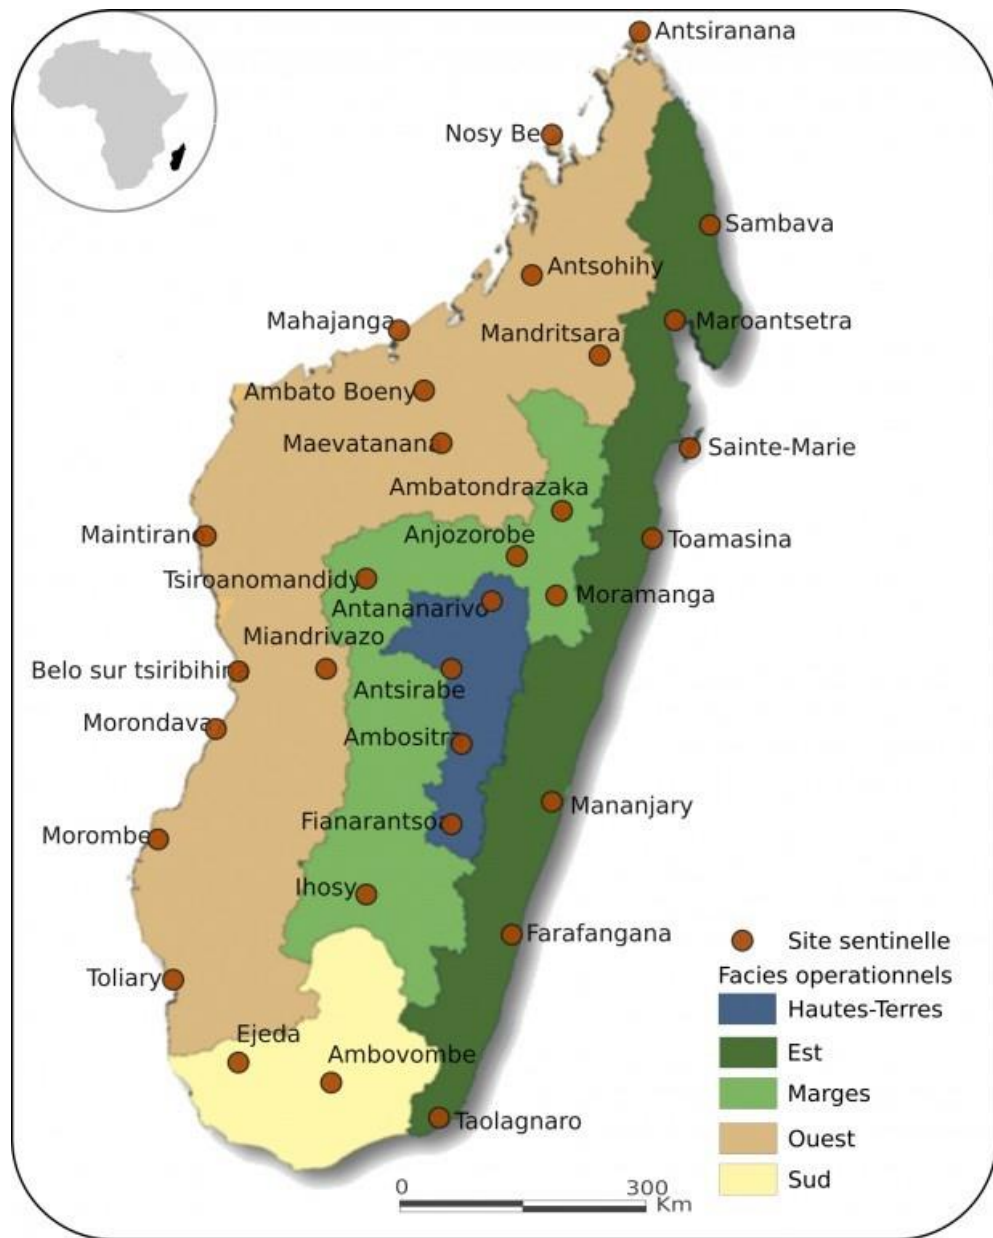 Antsiranana
Nosy Be
Sambava
Antsohihy
Mahajanga
Mandritsara
Maroantsetra
Ambato Boeny
Maevatanana
Sainte-Marie
Ambatondrazaka
Maintirano
Anjozorobe
Toamasina
Tsiroanomandidy
Antananarivo
Moramanga
Miandrivazo
Belo sur tsiribihin
Antsirabe
Morondava
Ambositra
Mananjary
Fianarantsoa
Morombe
Ihosy
Farafangana
Site sentinelle
Toliary
Facies operationnels
Hautes-Terres
Ejeda
Est
Ambovombe
Marges
Taolagnaro
Ouest
Sud
0 300
Km